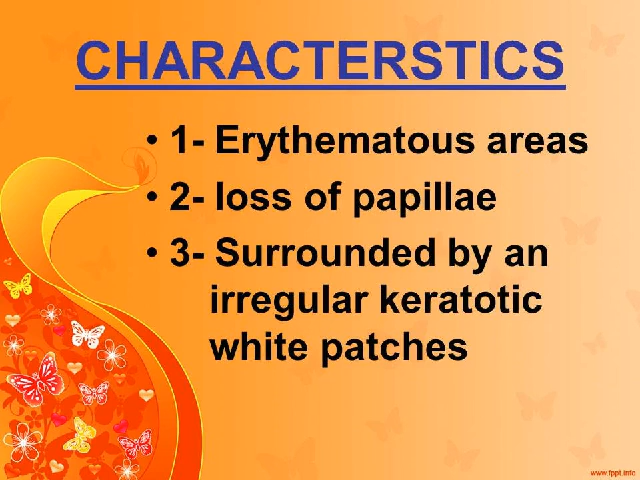 CHARACTERSTICS
• 1- Erythematous areas
• 2- loss of papillae
• 3- Surrounded by an
irregular keratotic
white patches
www.fppt.info